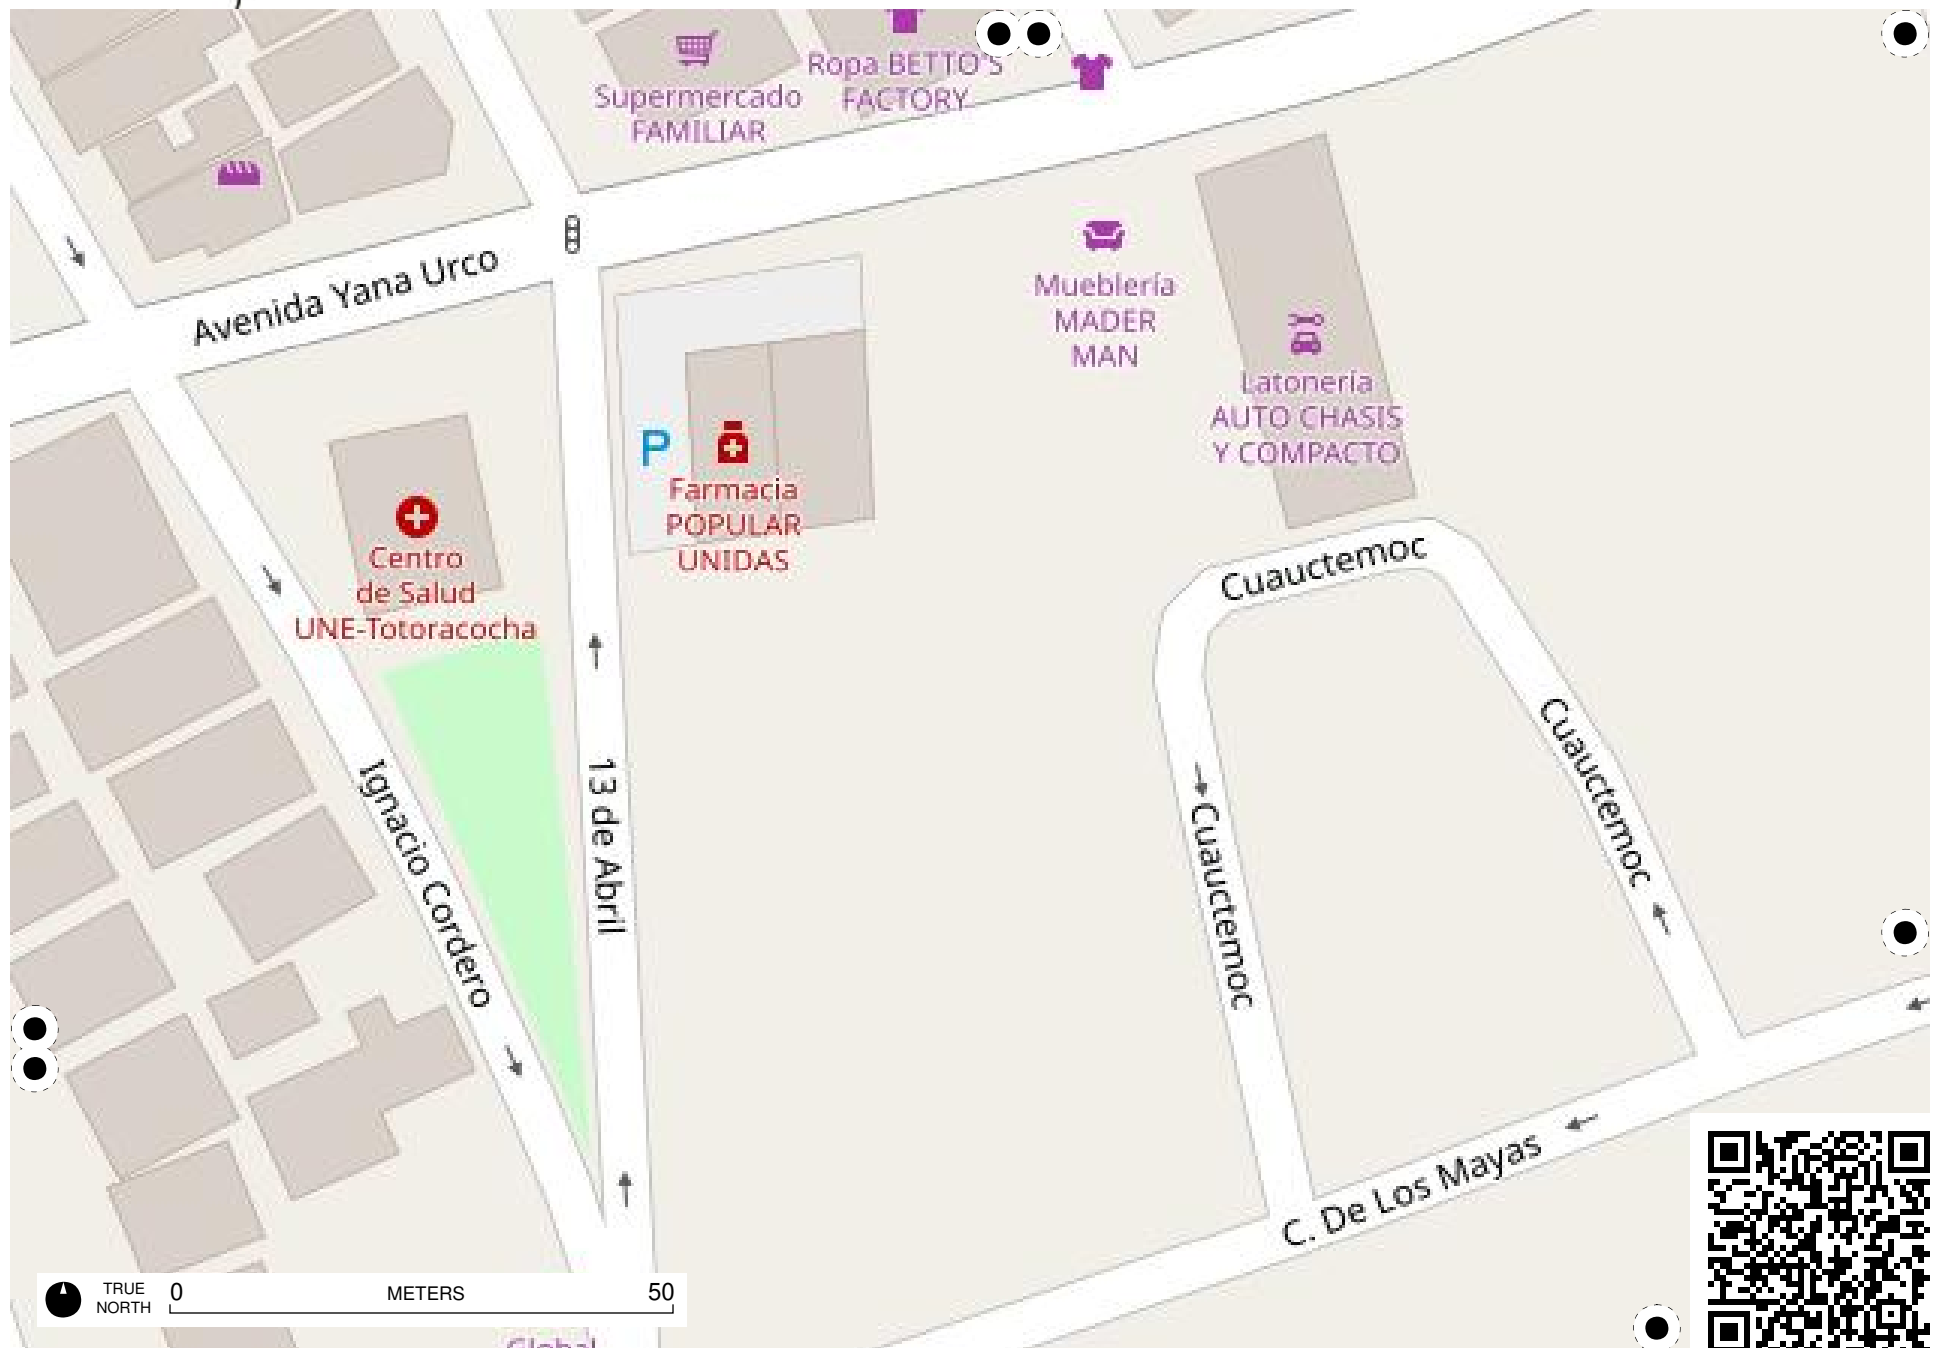 Ropa BETTO'S
FACTORY
Supermercado
FAMILIAR
Avenida Yana Urco
Mueblería
MADER
MAN
Latonería
AUTO CHASIS
Y COMPACTO
P
Farmacia
POPULAR
UNIDAS
Centro
de Salud
UNE-Totoracocha
Cuauctemoc
Cuauctemoc
Cuauctemoc
13 de Abril
Ignacio Cordero
C. De Los Mayas
TRUE
NORTH
0 METERS 50
Global